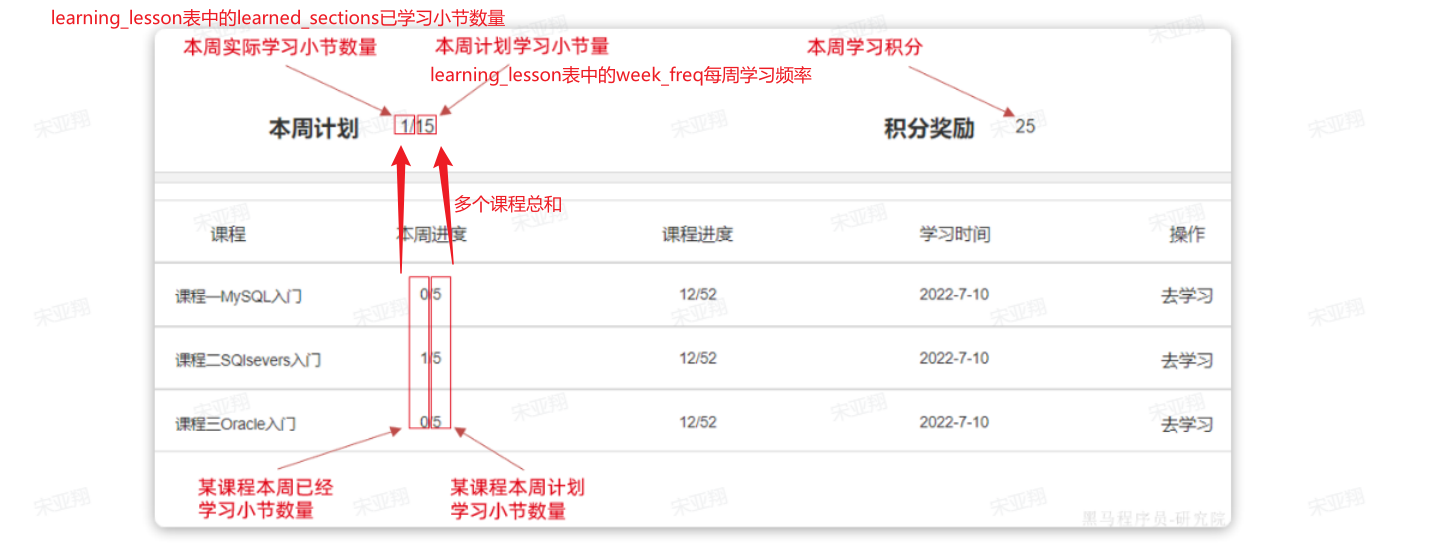 learning_lesson表中的learned_sections已学习小节数量
本周实际学习小节数量 本周计划学习小节量 本周学习积分
learning_lesson表中的week_freq每周学习频率
本周计划 1/15 积分奖励 25
多个课程总和
课程 本周进度 课程进度 学习时间 操作
课程一MySQL入门 0/5 12/52 2022-7-10 去学习
课程二SQlsevers入门 1/5 12/52 2022-7-10 去学习
课程三Oracle入门 0/5 12/52 2022-7-10 去学习
某课程本周已经 某课程本周计划
学习小节数量 学习小节数量
黑马程序员-研究院
宋亚翔